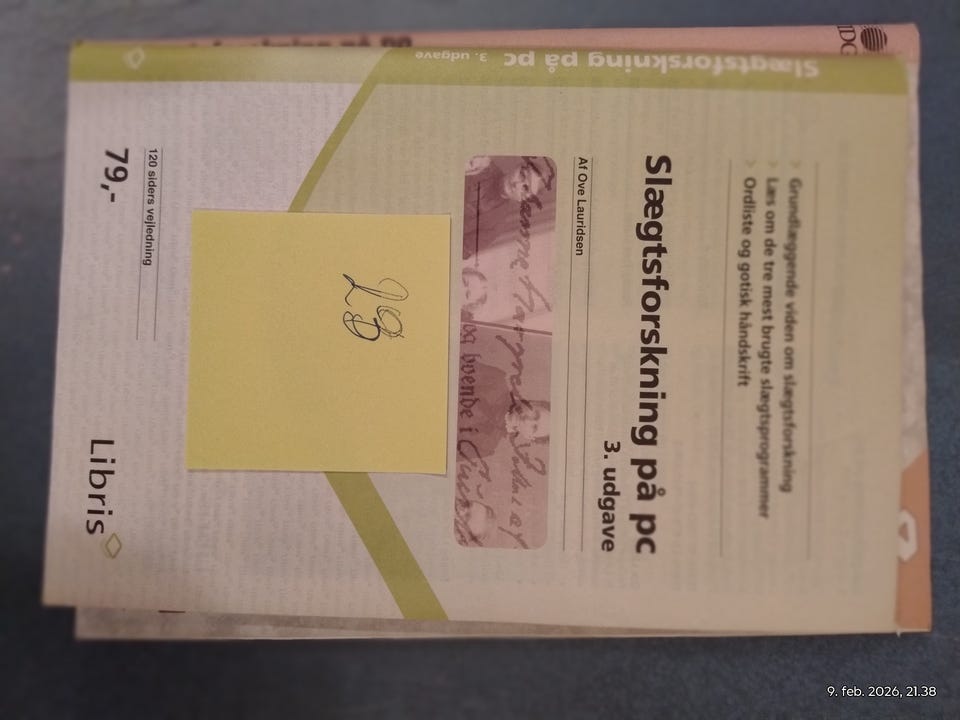 IDG
Slægtsforskning på pc 3. udgave
Grundlæggende viden om slægtsforskning
Læs om de tre mest brugte slægtsprogrammer
Ordliste og gotisk håndskrift
Slægtsforskning på pc
3. udgave
Af Ove Lauridsen
og boende i
120 siders vejledning
79,-
Libris
9. feb. 2026, 21.38